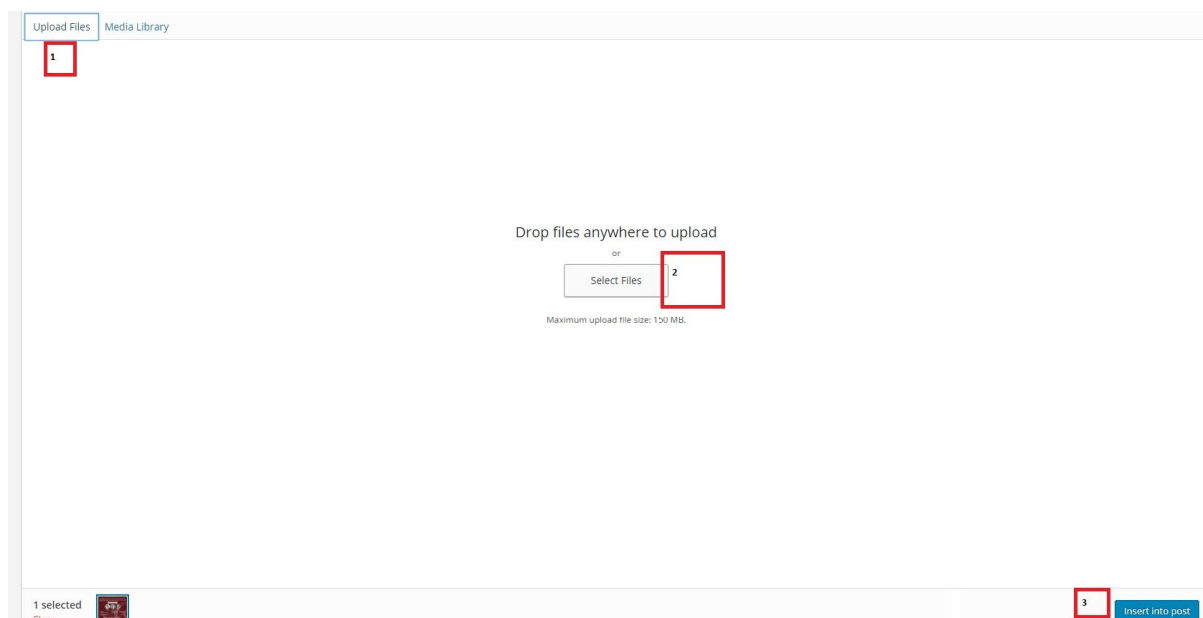 Upload Files Media Library
1
Drop files anywhere to upload
or
Select Files 2
Maximum upload file size: 150 MB.
1 selected
3
Insert into post